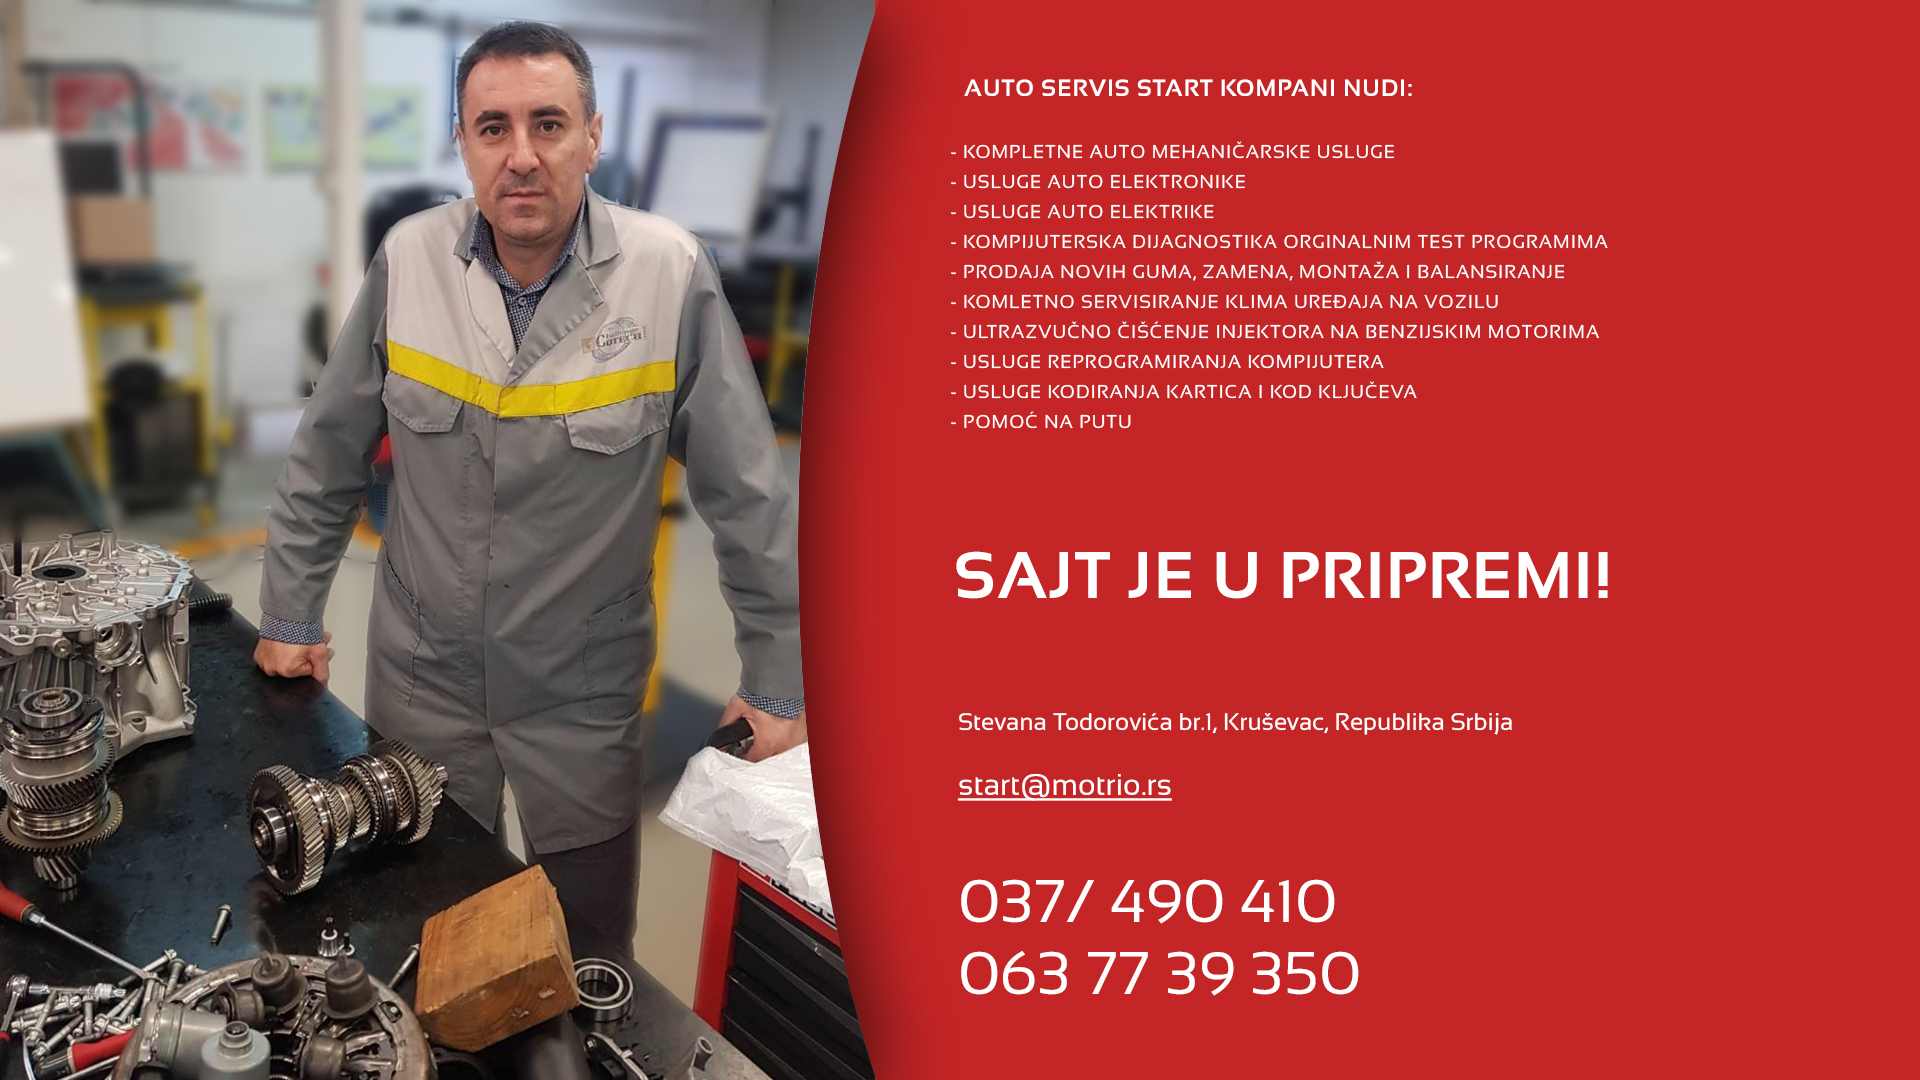 AUTO SERVIS START KOMPANI NUDI:
- KOMPLETNE AUTO MEHANIČARSKE USLUGE
- USLUGE AUTO ELEKTRONIKE
- USLUGE AUTO ELEKTRIKE
- KOMPIJUTERSKA DIJAGNOSTIKA ORGINALNIM TEST PROGRAMIMA
- PRODAJA NOVIH GUMA, ZAMENA, MONTAŽA I BALANSIRANJE
- KOMLETNO SERVISIRANJE KLIMA UREĐAJA NA VOZILU
- ULTRAZVUČNO ČIŠĆENJE INJEKTORA NA BENZIJSKIM MOTORIMA
- USLUGE REPROGRAMIRANJA KOMPIJUTERA
- USLUGE KODIRANJA KARTICA I KOD KLJUČEVA
- POMOĆ NA PUTU
SAJT JE U PRIPREMI!
Stevana Todorovića br.1, Kruševac, Republika Srbija
start@motrio.rs
037/ 490 410
063 77 39 350
Challenge
COTECH